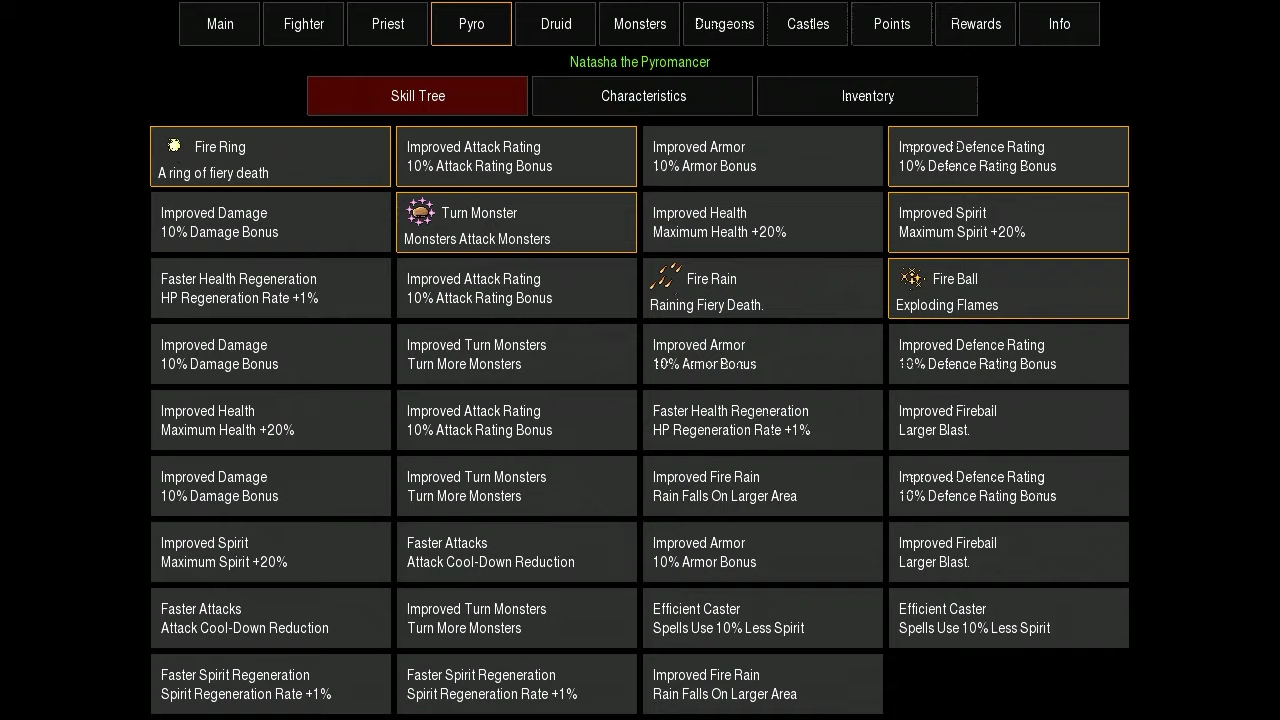 Main Fighter Priest Pyro Druid Monsters Dungeons Castles Points Rewards Info
Natasha the Pyromancer
Skill Tree Characteristics Inventory
Fire Ring
A ring of fiery death
Improved Attack Rating
10% Attack Rating Bonus
Improved Armor
10% Armor Bonus
Improved Defence Rating
10% Defence Rating Bonus
Improved Damage
10% Damage Bonus
Turn Monster
Monsters Attack Monsters
Improved Health
Maximum Health +20%
Improved Spirit
Maximum Spirit +20%
Faster Health Regeneration
HP Regeneration Rate +1%
Improved Attack Rating
10% Attack Rating Bonus
Fire Rain
Raining Fiery Death.
Fire Ball
Exploding Flames
Improved Damage
10% Damage Bonus
Improved Turn Monsters
Turn More Monsters
Improved Armor
10% Armor Bonus
Improved Defence Rating
10% Defence Rating Bonus
Improved Health
Maximum Health +20%
Improved Attack Rating
10% Attack Rating Bonus
Faster Health Regeneration
HP Regeneration Rate +1%
Improved Fireball
Larger Blast.
Improved Damage
10% Damage Bonus
Improved Turn Monsters
Turn More Monsters
Improved Fire Rain
Rain Falls On Larger Area
Improved Defence Rating
10% Defence Rating Bonus
Improved Spirit
Maximum Spirit +20%
Faster Attacks
Attack Cool-Down Reduction
Improved Armor
10% Armor Bonus
Improved Fireball
Larger Blast.
Faster Attacks
Attack Cool-Down Reduction
Improved Turn Monsters
Turn More Monsters
Efficient Caster
Spells Use 10% Less Spirit
Efficient Caster
Spells Use 10% Less Spirit
Faster Spirit Regeneration
Spirit Regeneration Rate +1%
Faster Spirit Regeneration
Spirit Regeneration Rate +1%
Improved Fire Rain
Rain Falls On Larger Area